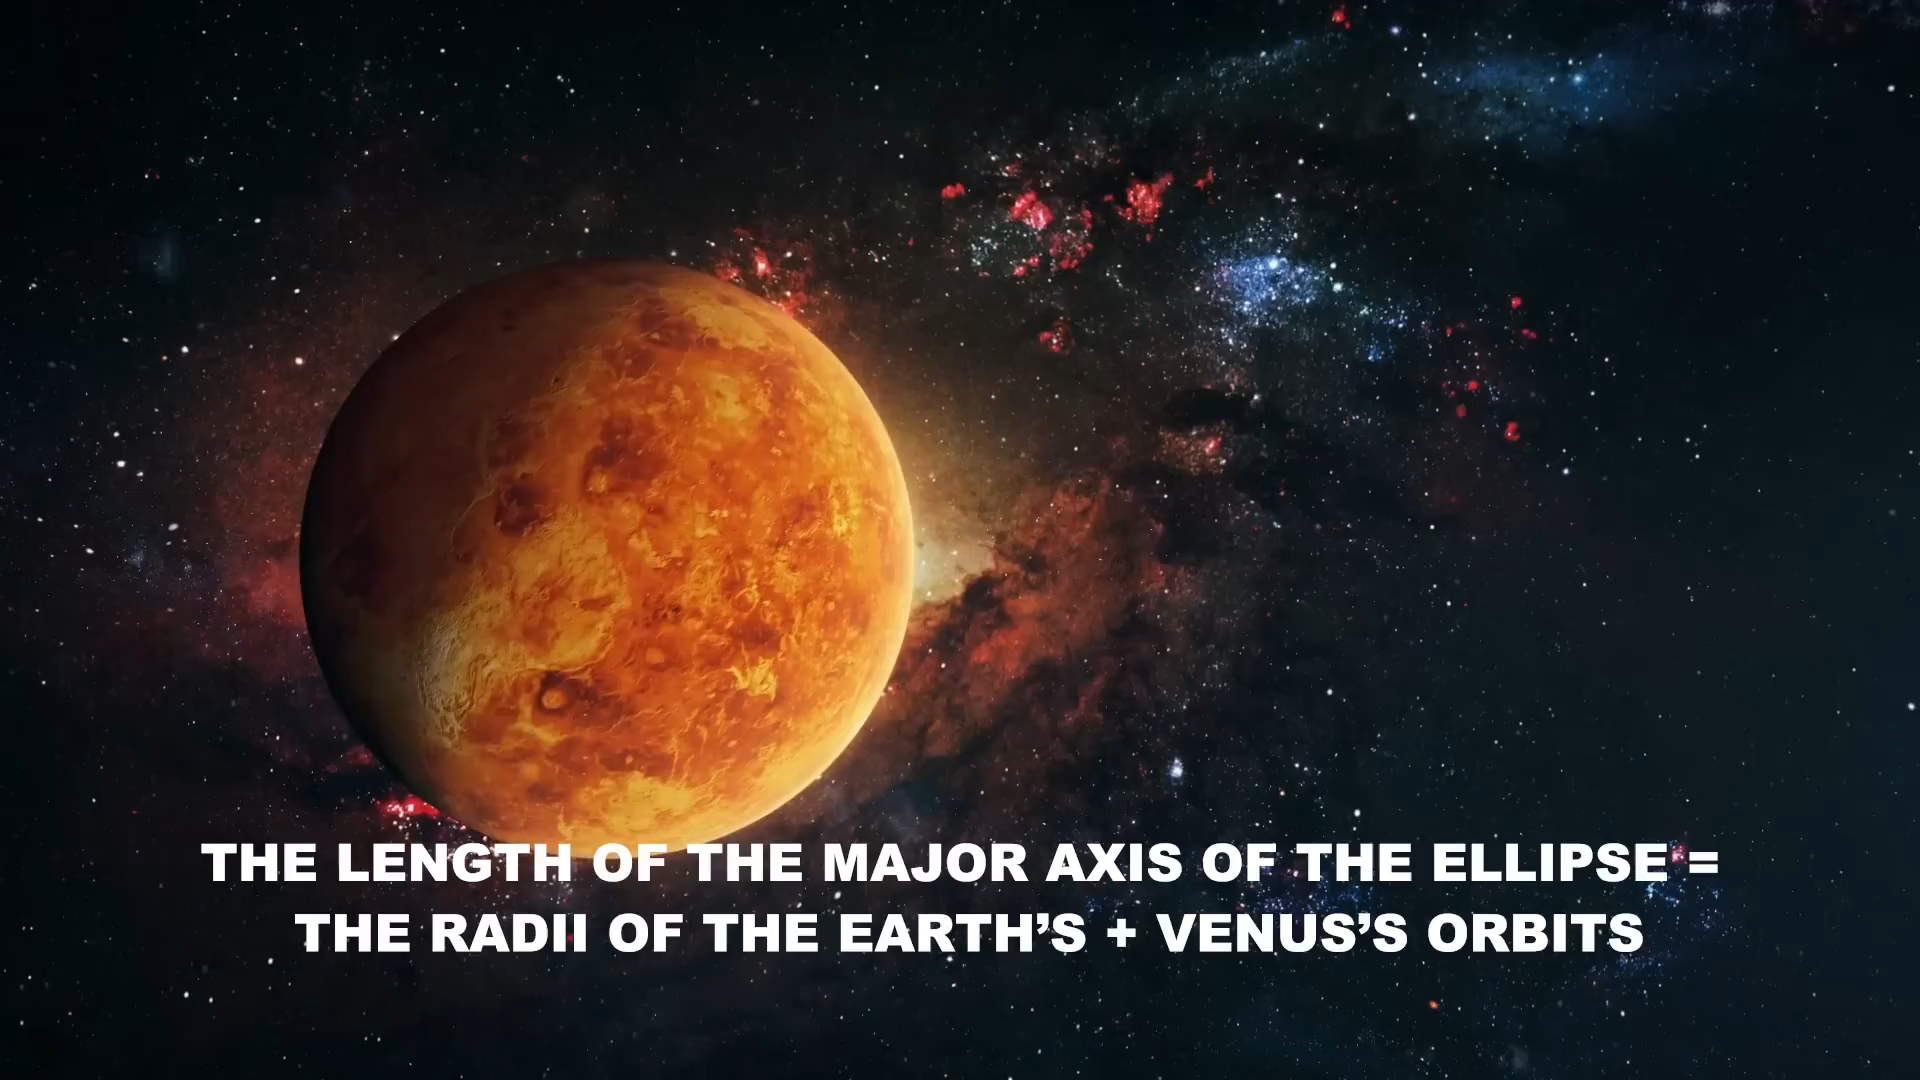 THE LENGTH OF THE MAJOR AXIS OF THE ELLIPSE =
THE RADII OF THE EARTH’S + VENUS’S ORBITS